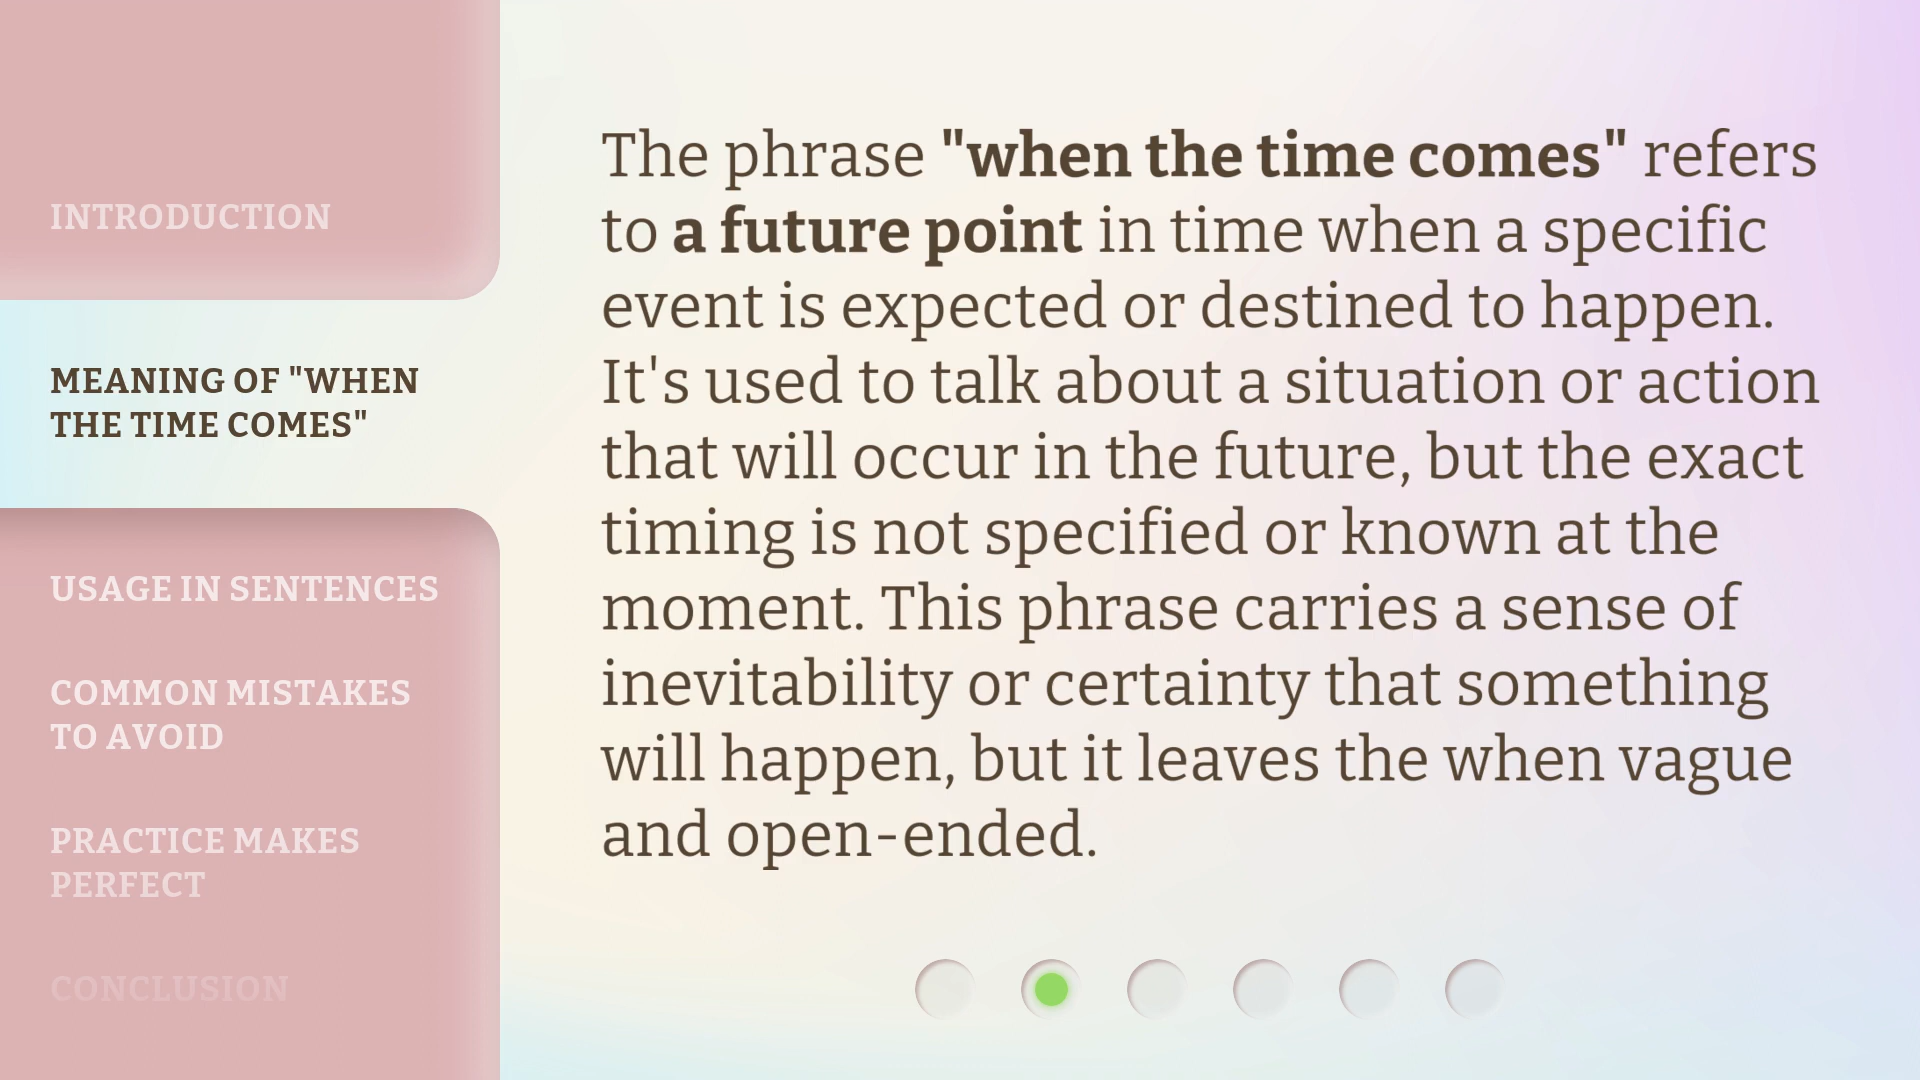 INTRODUCTION
MEANING OF "WHEN
THE TIME COMES"
USAGE IN SENTENCES
COMMON MISTAKES
TO AVOID
PRACTICE MAKES
PERFECT
CONCLUSION
The phrase "when the time comes" refers
to a future point in time when a specific
event is expected or destined to happen.
It's used to talk about a situation or action
that will occur in the future, but the exact
timing is not specified or known at the
moment. This phrase carries a sense of
inevitability or certainty that something
will happen, but it leaves the when vague
and open-ended.